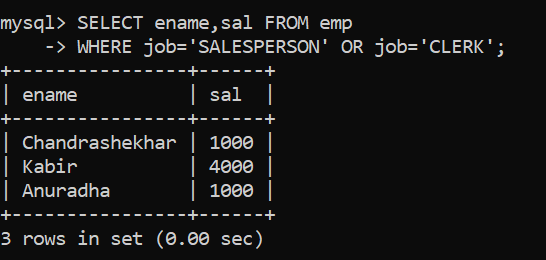 mysql> SELECT ename,sal FROM emp
    -> WHERE job='SALESPERSON' OR job='CLERK';
+----------------+------+
| ename          | sal  |
+----------------+------+
| Chandrashekhar | 1000 |
| Kabir          | 4000 |
| Anuradha       | 1000 |
+----------------+------+
3 rows in set (0.00 sec)